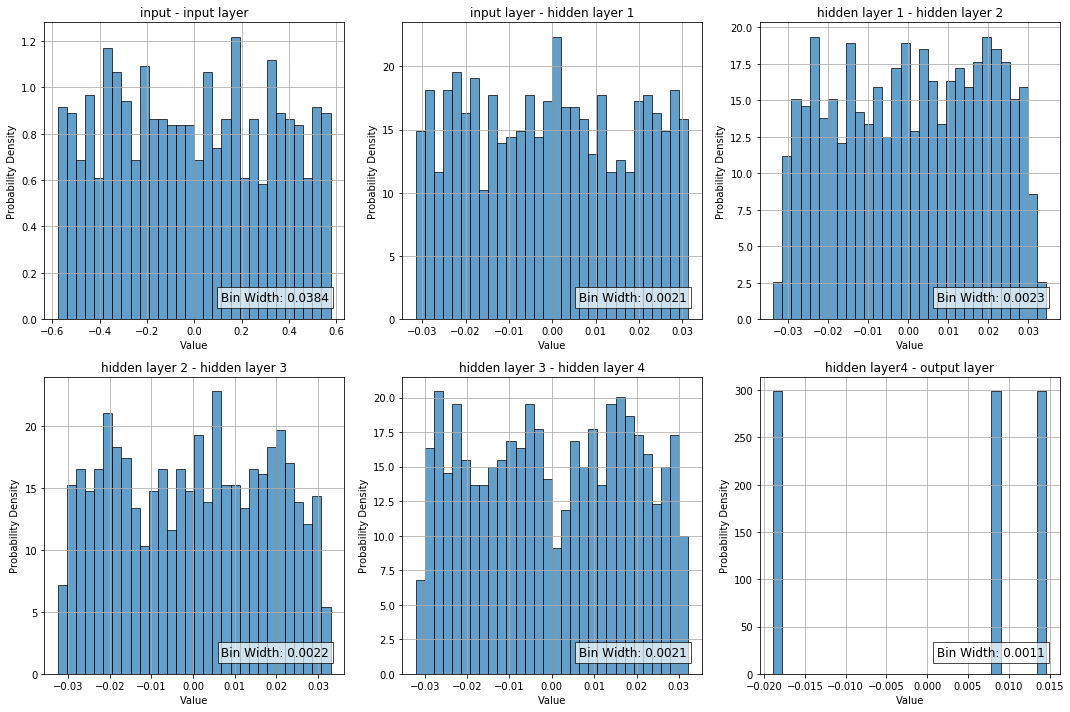 input - input layer
Probability Density
1.2
1.0
0.8
0.6
0.4
0.2
0.0
Bin Width: 0.0384
−0.6 −0.4 −0.2 0.0 0.2 0.4 0.6
Value
input layer - hidden layer 1
Probability Density
20
15
10
5
0
Bin Width: 0.0021
−0.03 −0.02 −0.01 0.00 0.01 0.02 0.03
Value
hidden layer 1 - hidden layer 2
Probability Density
20.0
17.5
15.0
12.5
10.0
7.5
5.0
2.5
0.0
Bin Width: 0.0023
−0.03 −0.02 −0.01 0.00 0.01 0.02 0.03
Value
hidden layer 2 - hidden layer 3
Probability Density
20
15
10
5
0
Bin Width: 0.0022
−0.03 −0.02 −0.01 0.00 0.01 0.02 0.03
Value
hidden layer 3 - hidden layer 4
Probability Density
20.0
17.5
15.0
12.5
10.0
7.5
5.0
2.5
0.0
Bin Width: 0.0021
−0.03 −0.02 −0.01 0.00 0.01 0.02 0.03
Value
hidden layer4 - output layer
Probability Density
300
250
200
150
100
50
0
Bin Width: 0.0011
−0.020 −0.015 −0.010 −0.005 0.000 0.005 0.010 0.015
Value